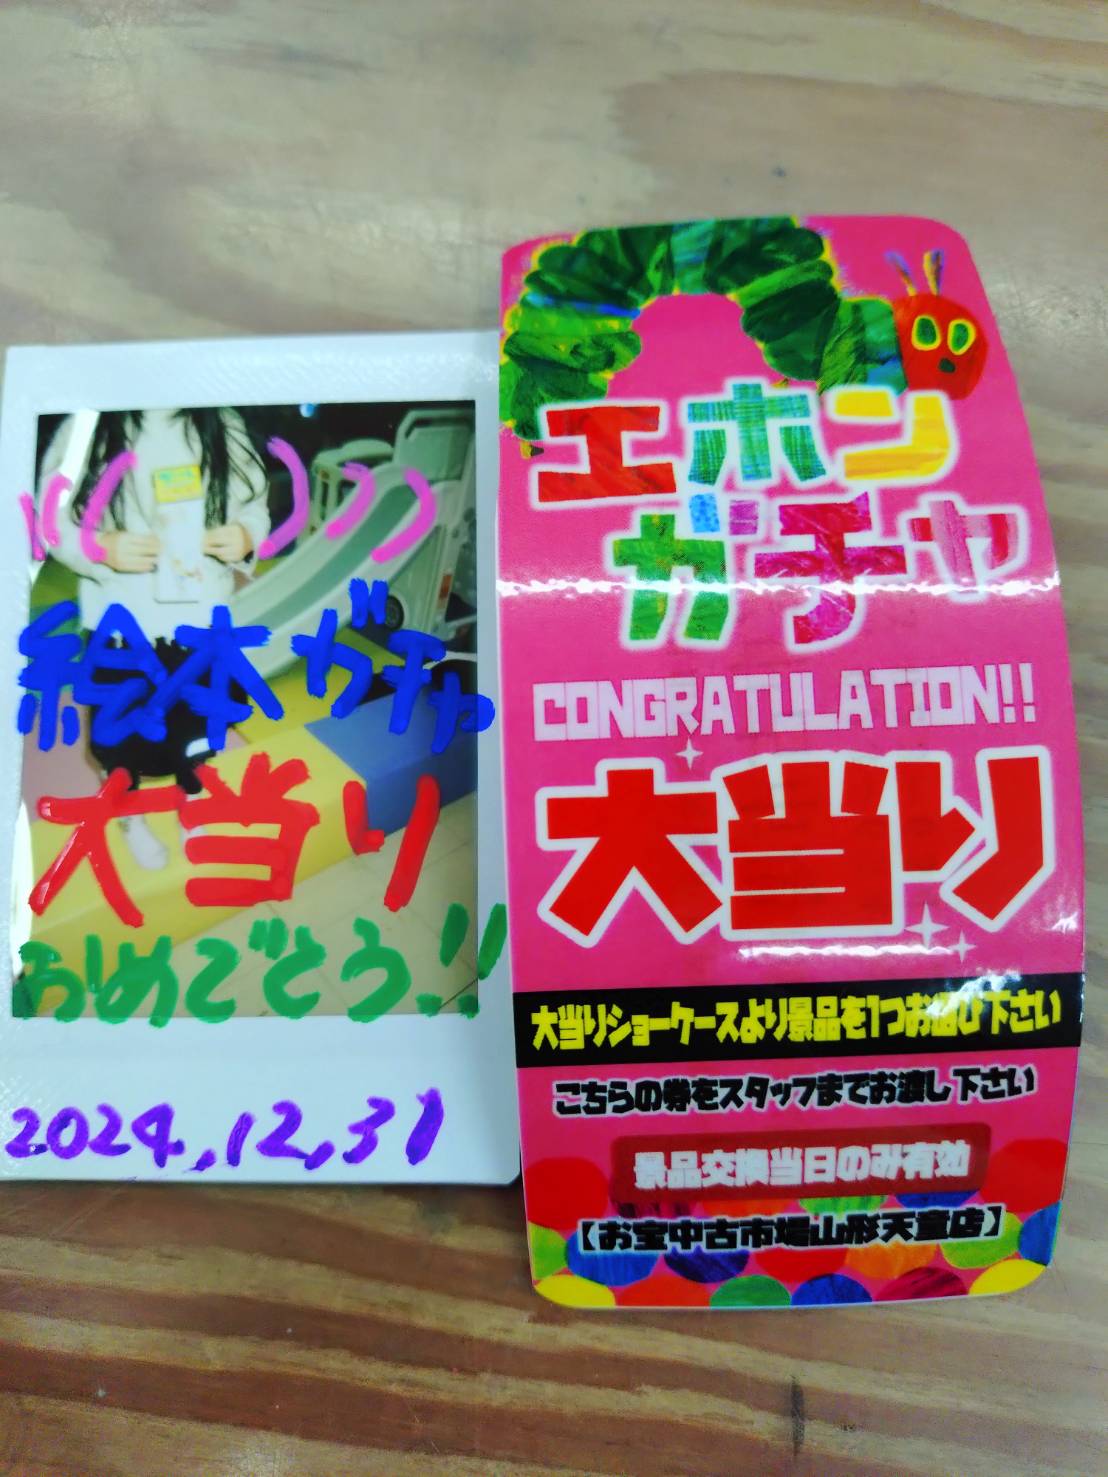 絵本ガチャ
大当り
おめでとう!!
2024.12.31
エホン
ガチャ
CONGRATULATION!!
大当り
大当りショーケースより景品を1つお選び下さい
こちらの券をスタッフまでお渡し下さい
景品交換当日のみ有効
【お宝中古市場山形天童店】